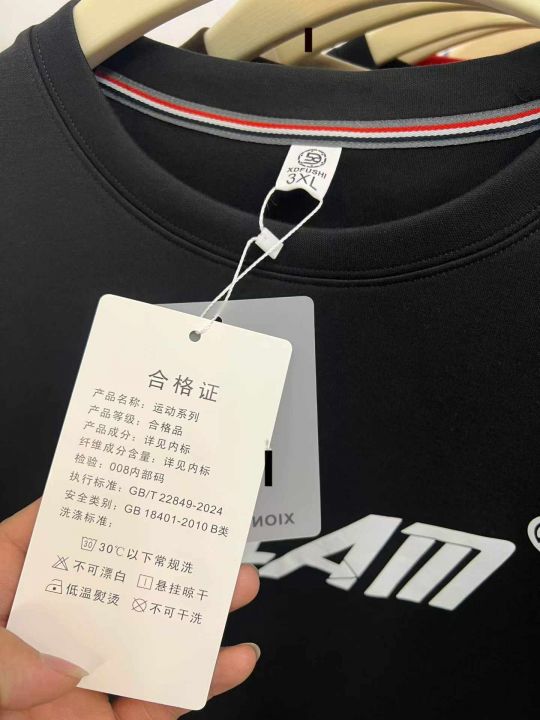 XDFUSHI
3XL
合格证
产品名称：运动系列
产品等级：合格品
产品成分：详见内标
纤维成分含量：详见内标
检验：008内部码
执行标准：GB/T 22849-2024
安全类别：GB 18401-2010 B类
洗涤标准：
30 30℃以下常规洗
不可漂白 悬挂晾干
低温熨烫 不可干洗